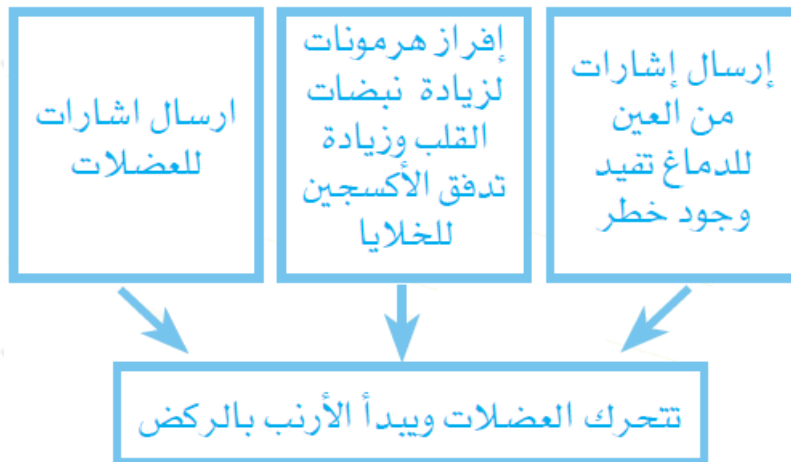 إرسال إشارات
من العين
للدماغ تفيد
وجود خطر
إفراز هرمونات
لزيادة نبضات
القلب وزيادة
تدفق الأكسجين
للخلايا
ارسال اشارات
للعضلات
تتحرك العضلات ويبدأ الأرنب بالركض